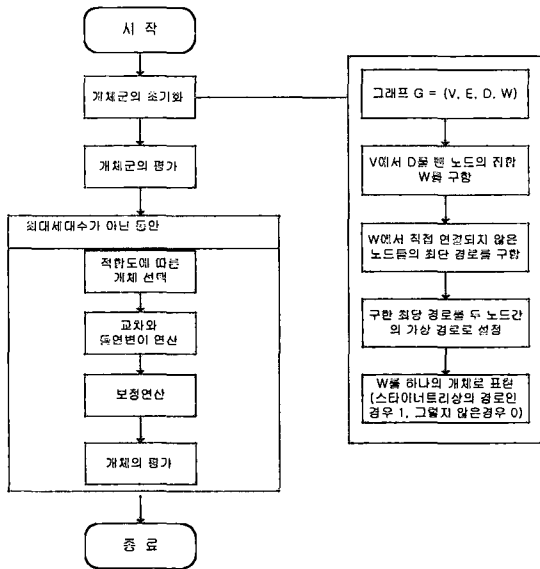 시 작
개체군의 초기화
개체군의 평가
최대세대수가 아닌 동안
적합도에 따른
개체 선택
교차와
돌연변이 연산
보정연산
개체의 평가
종 료
그래프 G = (V, E, D, W)
V에서 D를 뺀 노드의 집합
W를 구함
W에서 직접 연결되지 않은
노드들의 최단 경로를 구함
구한 최단 경로를 두 노드간
의 가상 경로로 설정
W를 하나의 개체로 표현
(스타이너트리상의 경로인
경우 1, 그렇지 않은경우 0)